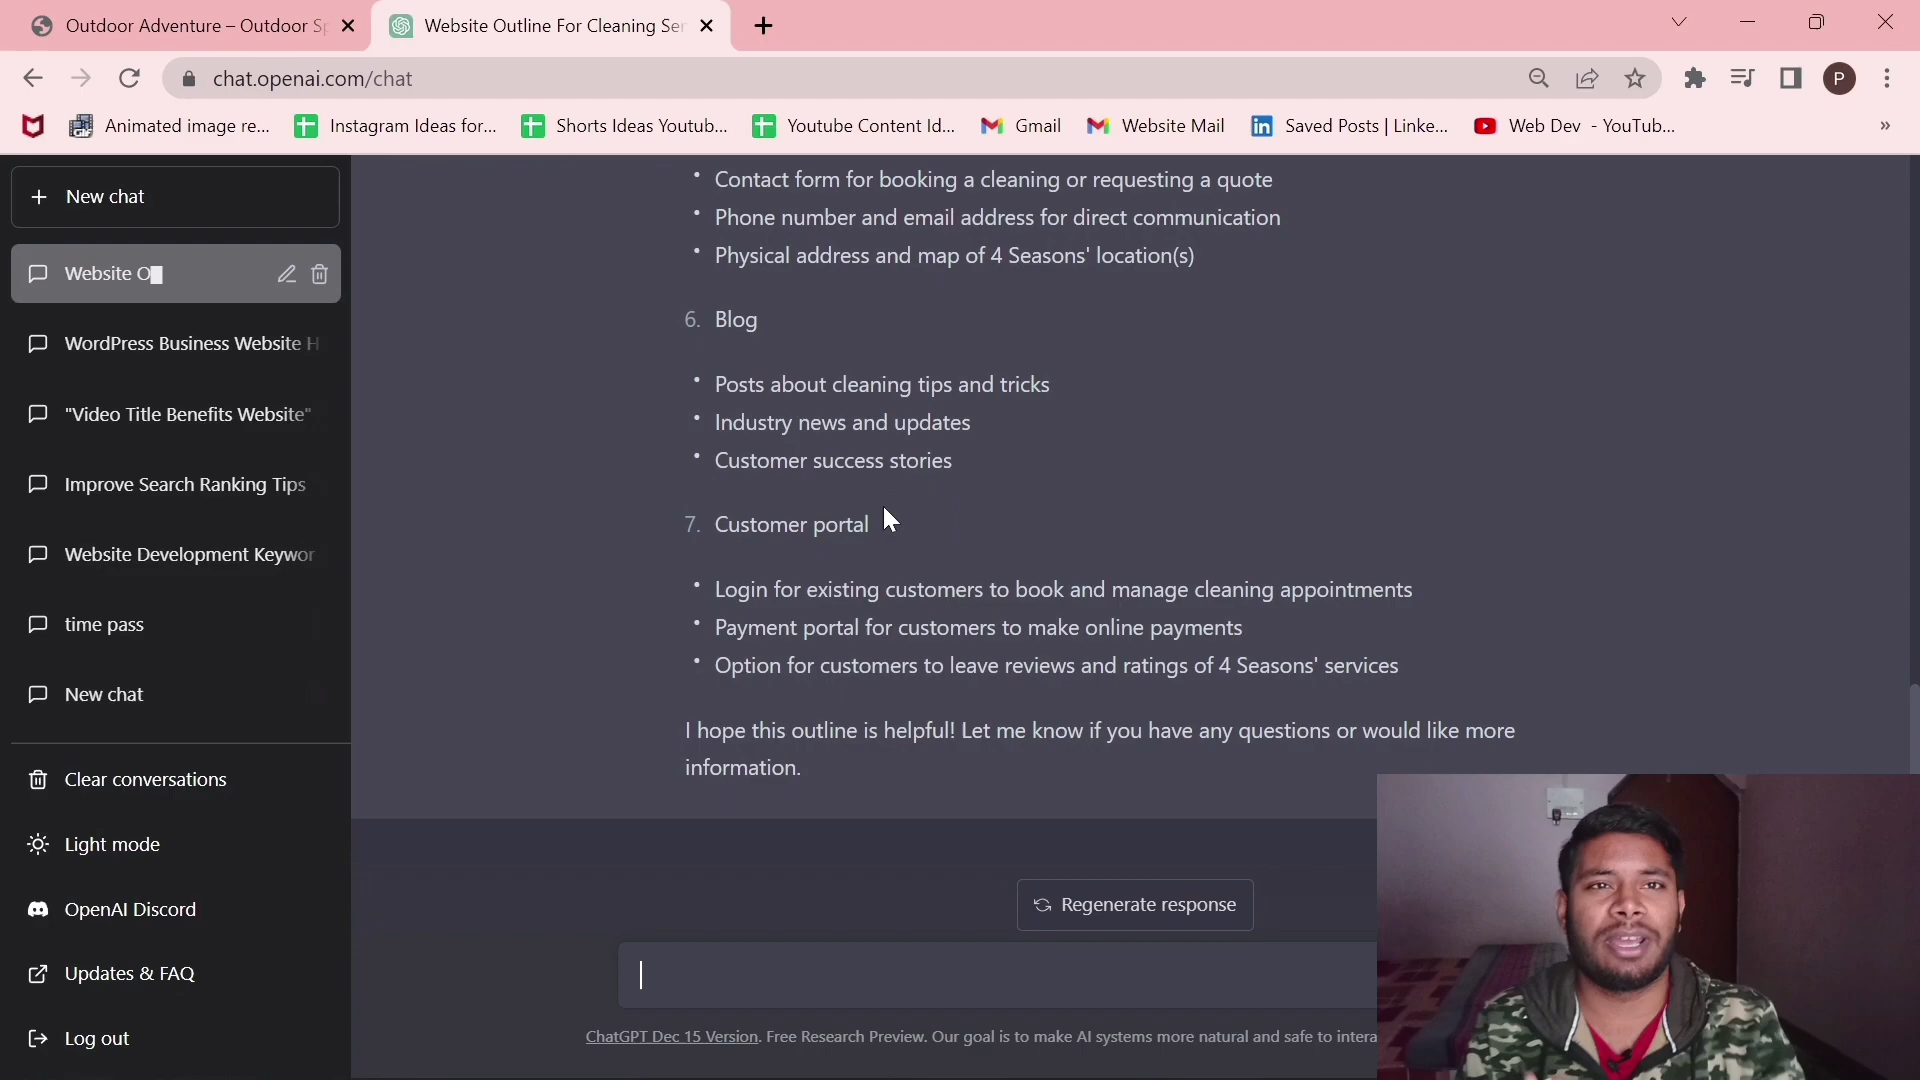 Outdoor Adventure – Outdoor Sp
Website Outline For Cleaning Ser
chat.openai.com/chat
P
Animated image re...
Instagram Ideas for...
Shorts Ideas Youtub...
Youtube Content Id...
Gmail
Website Mail
Saved Posts | Linke...
Web Dev - YouTub...
»
New chat
Website O
WordPress Business Website H
"Video Title Benefits Website"
Improve Search Ranking Tips
Website Development Keywor
time pass
New chat
Clear conversations
Light mode
OpenAI Discord
Updates & FAQ
Log out
• Contact form for booking a cleaning or requesting a quote
• Phone number and email address for direct communication
• Physical address and map of 4 Seasons' location(s)
6. Blog
• Posts about cleaning tips and tricks
• Industry news and updates
• Customer success stories
7. Customer portal
• Login for existing customers to book and manage cleaning appointments
• Payment portal for customers to make online payments
• Option for customers to leave reviews and ratings of 4 Seasons' services
I hope this outline is helpful! Let me know if you have any questions or would like more
information.
Regenerate response
ChatGPT Dec 15 Version. Free Research Preview. Our goal is to make AI systems more natural and safe to intera